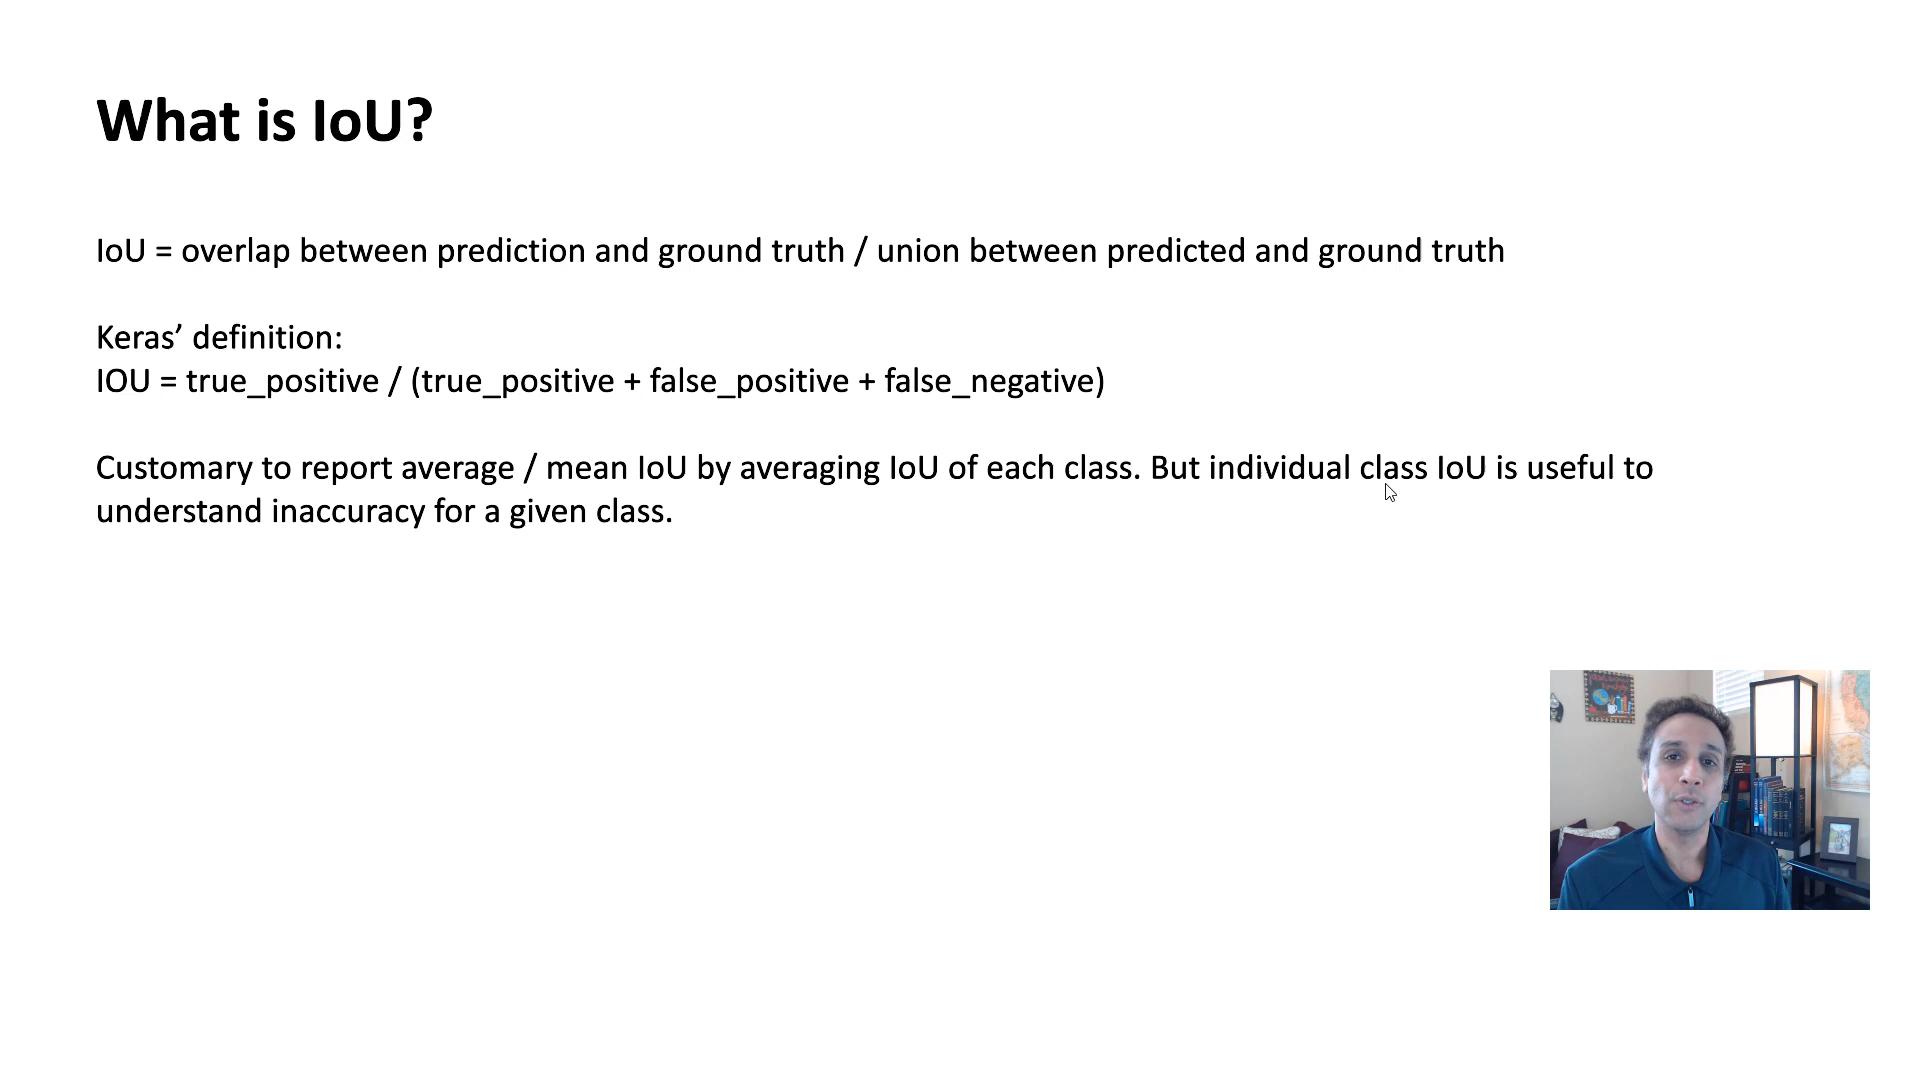 What is IoU?
IoU = overlap between prediction and ground truth / union between predicted and ground truth
Keras’ definition:
IOU = true_positive / (true_positive + false_positive + false_negative)
Customary to report average / mean IoU by averaging IoU of each class. But individual class IoU is useful to
understand inaccuracy for a given class.